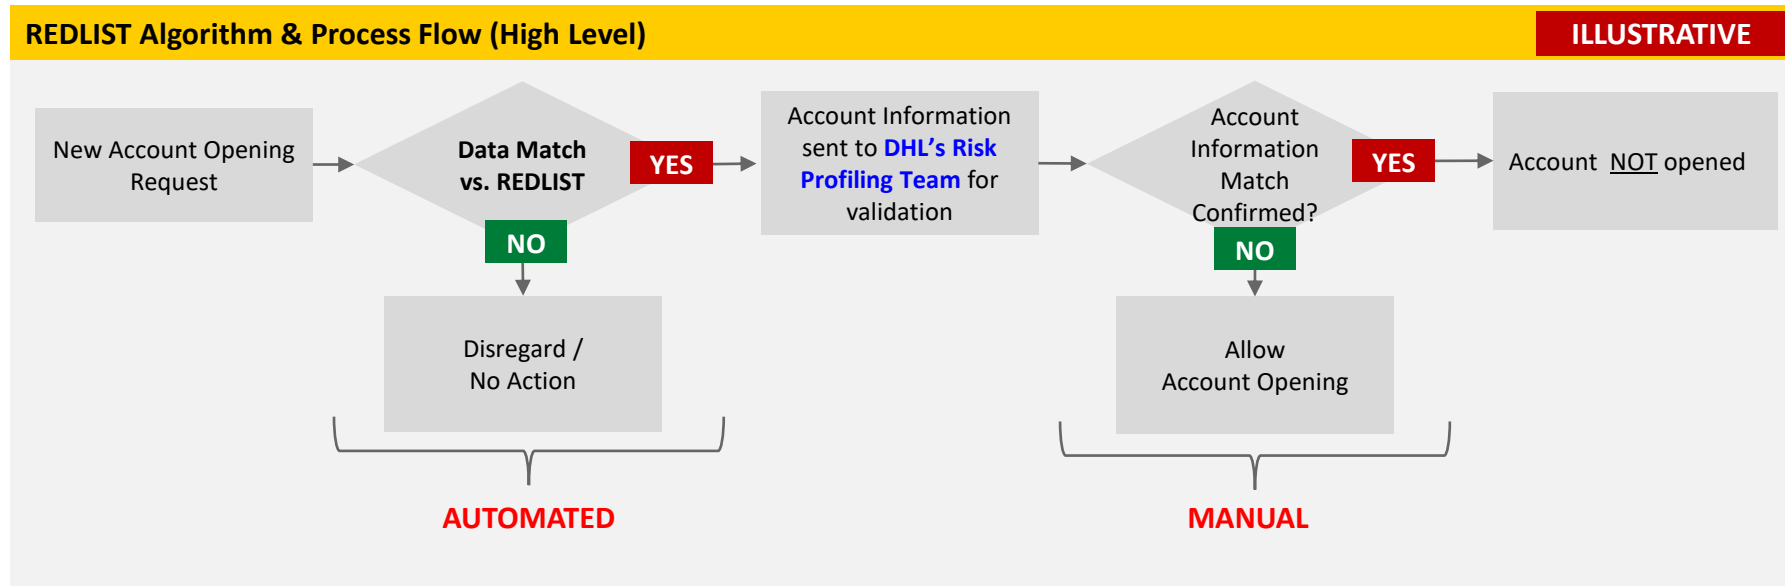 REDLIST Algorithm & Process Flow (High Level)
ILLUSTRATIVE
New Account Opening
Request
Data Match
vs. REDLIST
YES
NO
Disregard /
No Action
Account Information
sent to DHL’s Risk
Profiling Team for
validation
Account
Information
Match
Confirmed?
YES
NO
Allow
Account Opening
Account NOT opened
AUTOMATED
MANUAL